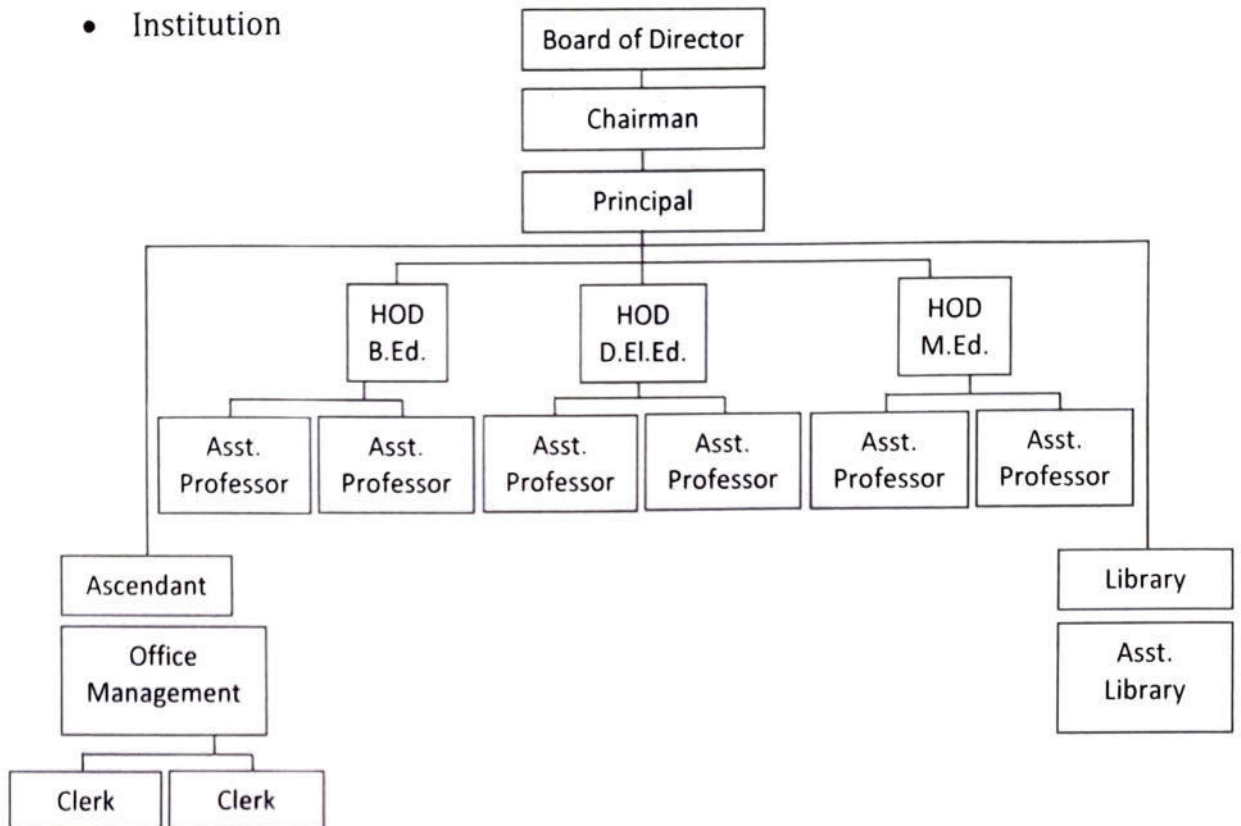 • Institution
Board of Director
Chairman
Principal
HOD
B.Ed.
HOD
D.El.Ed.
HOD
M.Ed.
Asst.
Professor
Asst.
Professor
Asst.
Professor
Asst.
Professor
Asst.
Professor
Asst.
Professor
Ascendant
Library
Office
Management
Asst.
Library
Clerk
Clerk